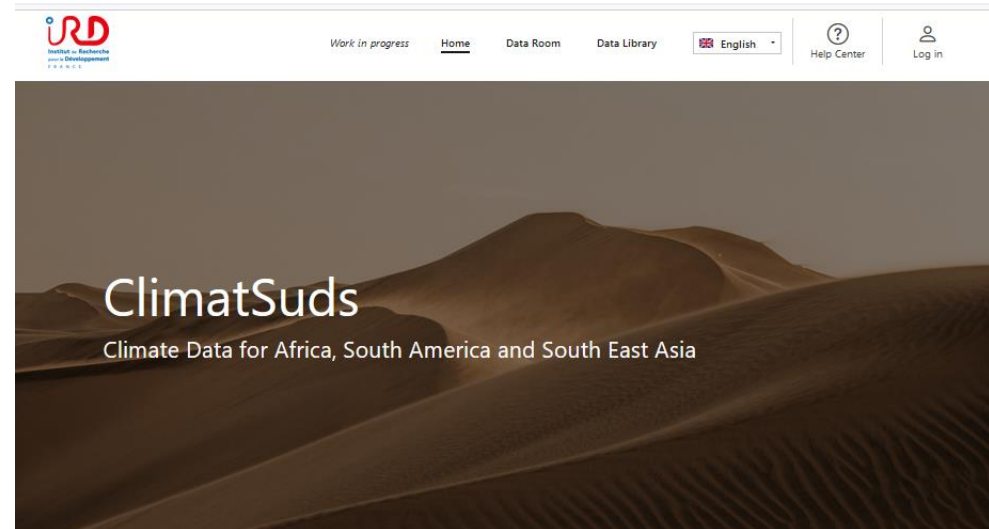 iRD
Institut de Recherche
pour le Développement
FRANCE
Work in progress
Home
Data Room
Data Library
English
Help Center
Log in
ClimatSuds
Climate Data for Africa, South America and South East Asia